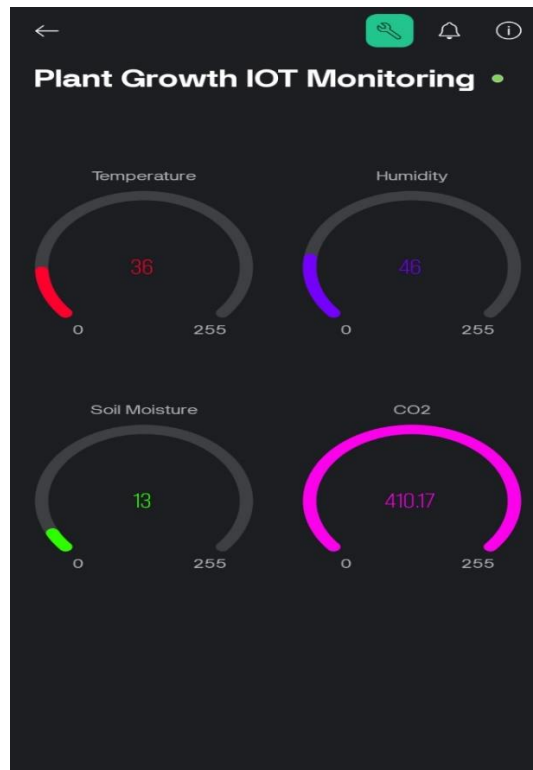 Plant Growth IOT Monitoring
Temperature
Humidity
36
46
0
255
0
255
Soil Moisture
CO2
13
410.17
0
255
0
255